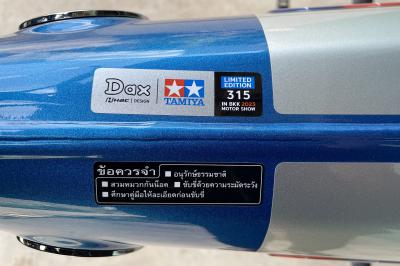 Dax
H2C | DESIGN
TAMIYA
LIMITED
EDITION
315
IN BKK 2023
MOTOR SHOW
ข้อควรจำ
■ อนุรักษ์ธรรมชาติ
■ สวมหมวกกันน็อค ■ ขับขี่ด้วยความระมัดระวัง
■ ศึกษาคู่มือให้ละเอียดก่อนขับขี่